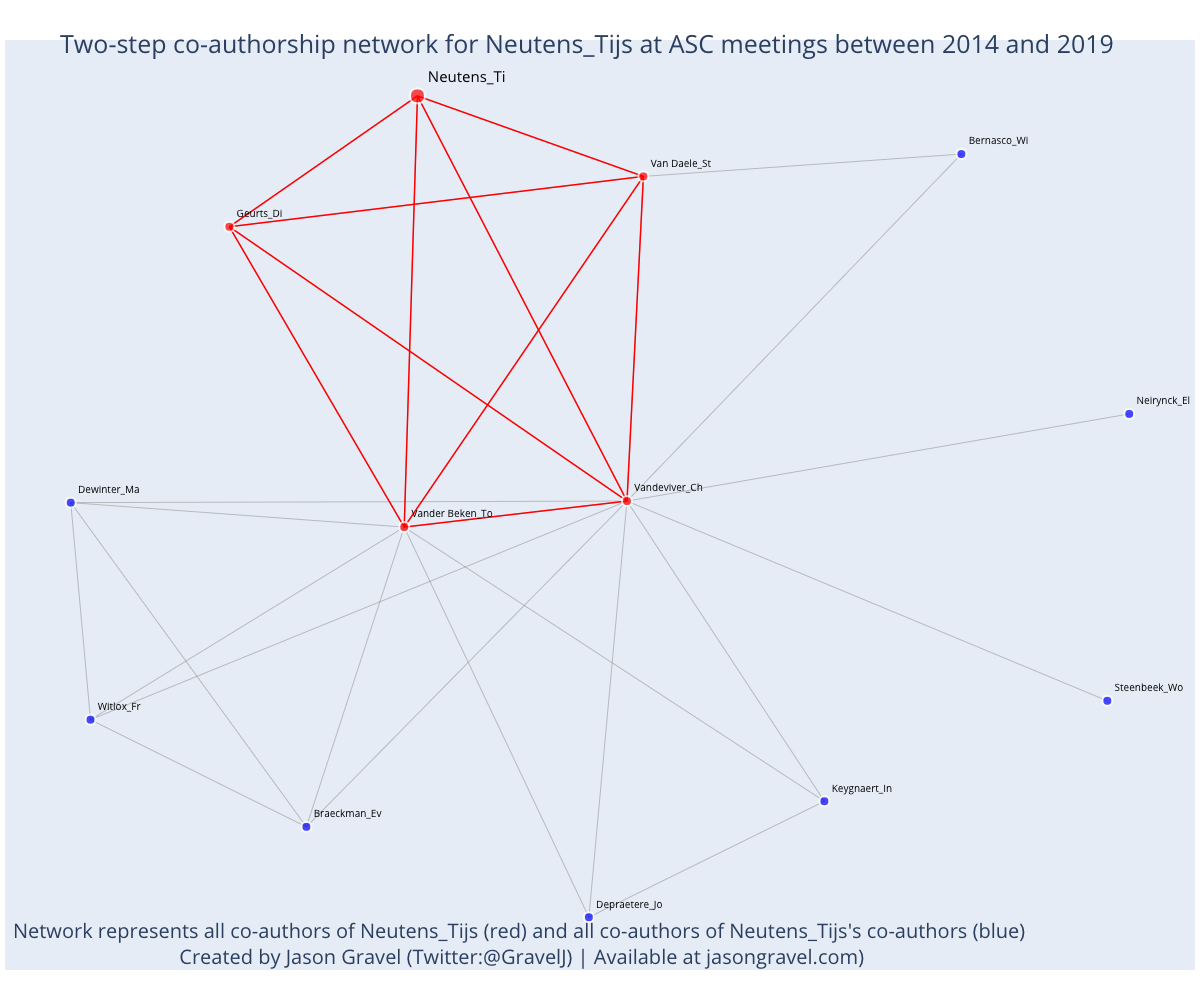 Two-step co-authorship network for Neutens_Tijs at ASC meetings between 2014 and 2019
Neutens_Ti
Bernasco_Wi
Van Daele_St
Geurts_Di
Neirynck_El
Vandeviver_Ch
Dewinter_Ma
Vander Beken_To
Steenbeek_Wo
Witlox_Fr
Keygnaert_In
Braeckman_Ev
Depraetere_Jo
Network represents all co-authors of Neutens_Tijs (red) and all co-authors of Neutens_Tijs's co-authors (blue)
Created by Jason Gravel (Twitter:@GravelJ) | Available at jasongravel.com)